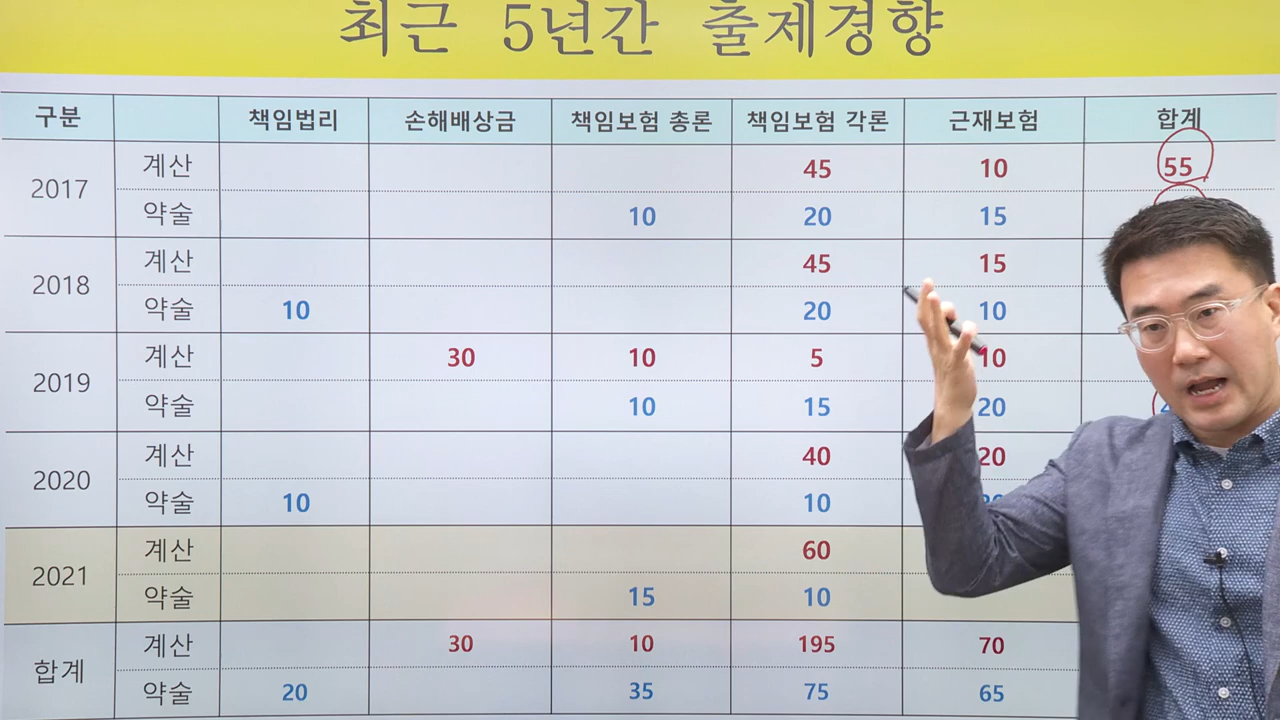 최근 5년간 출제경향
구분 책임법리 손해배상금 책임보험 총론 책임보험 각론 근재보험 합계
2017 계산 45 10 55
약술 10 20 15
2018 계산 45 15
약술 10 20 10
2019 계산 30 10 5 10
약술 10 15 20
2020 계산 40 20
약술 10 10
2021 계산 60
약술 15 10
합계 계산 30 10 195 70
약술 20 35 75 65